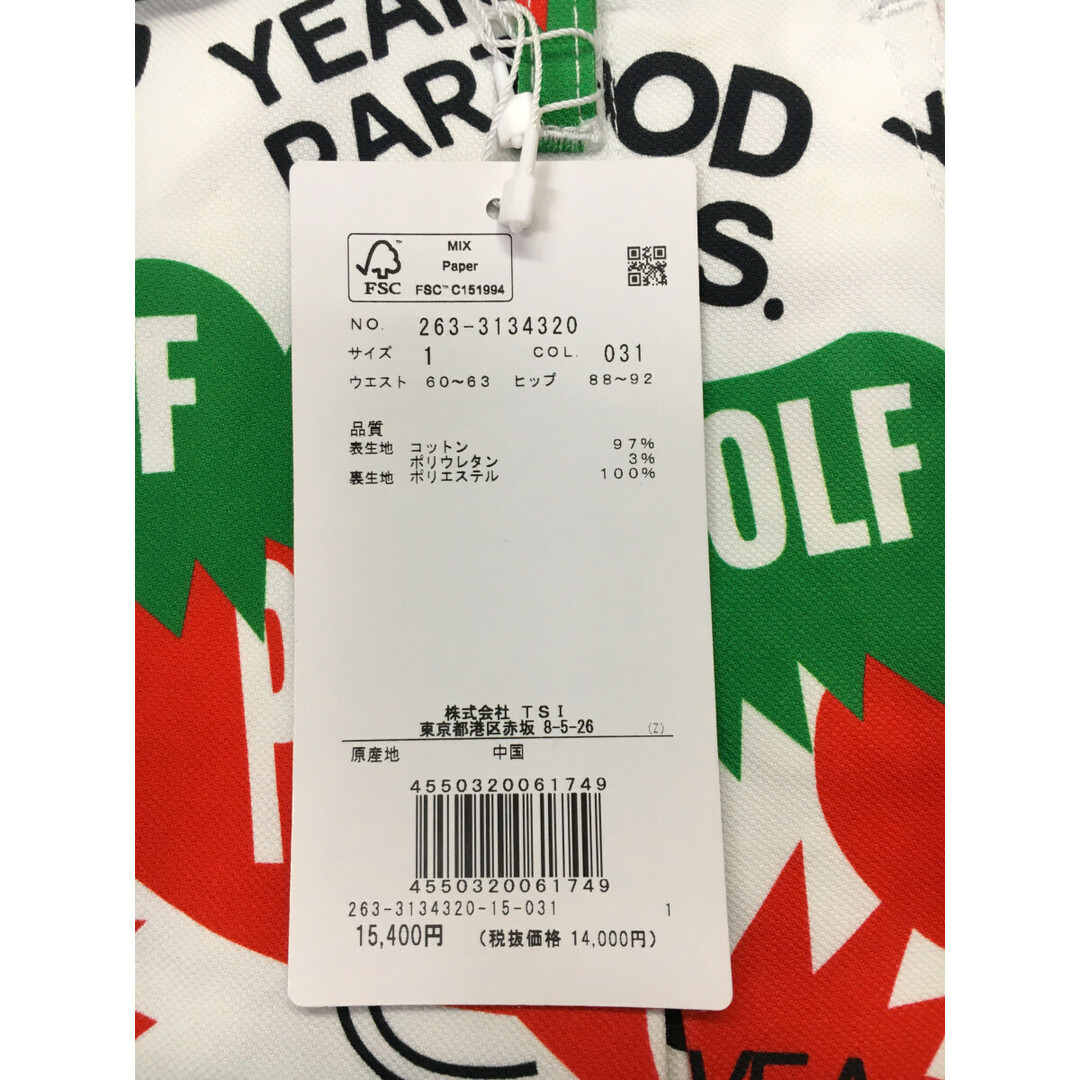 YEAR
PART OOD
S.
MIX
Paper
FSC
FSC™ C151994
NO. 263-3134320
サイズ 1 COL. 031
ウエスト 60～63 ヒップ 88～92
品質
表生地 コットン 97%
ポリウレタン 3%
裏生地 ポリエステル 100%
F
OLF
P
株式会社 TSI
東京都港区赤坂 8-5-26 (Z)
原産地 中国
4550320061749
4550320061749
263-3134320-15-031 1
15,400円 (税抜価格 14,000円)
YEA